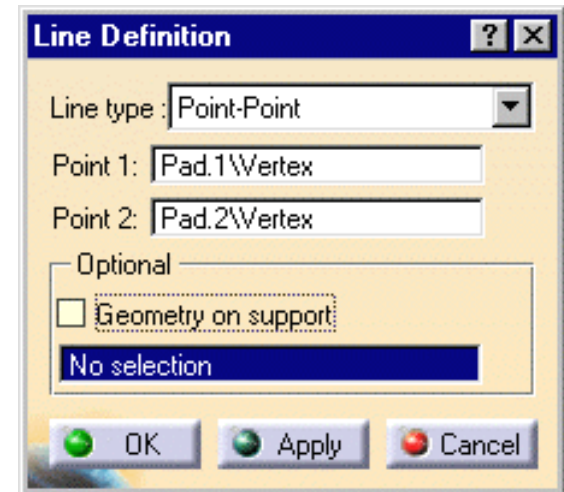 Line Definition ? X
Line type : Point-Point
Point 1: Pad.1\Vertex
Point 2: Pad.2\Vertex
Optional
Geometry on support
No selection
OK Apply Cancel